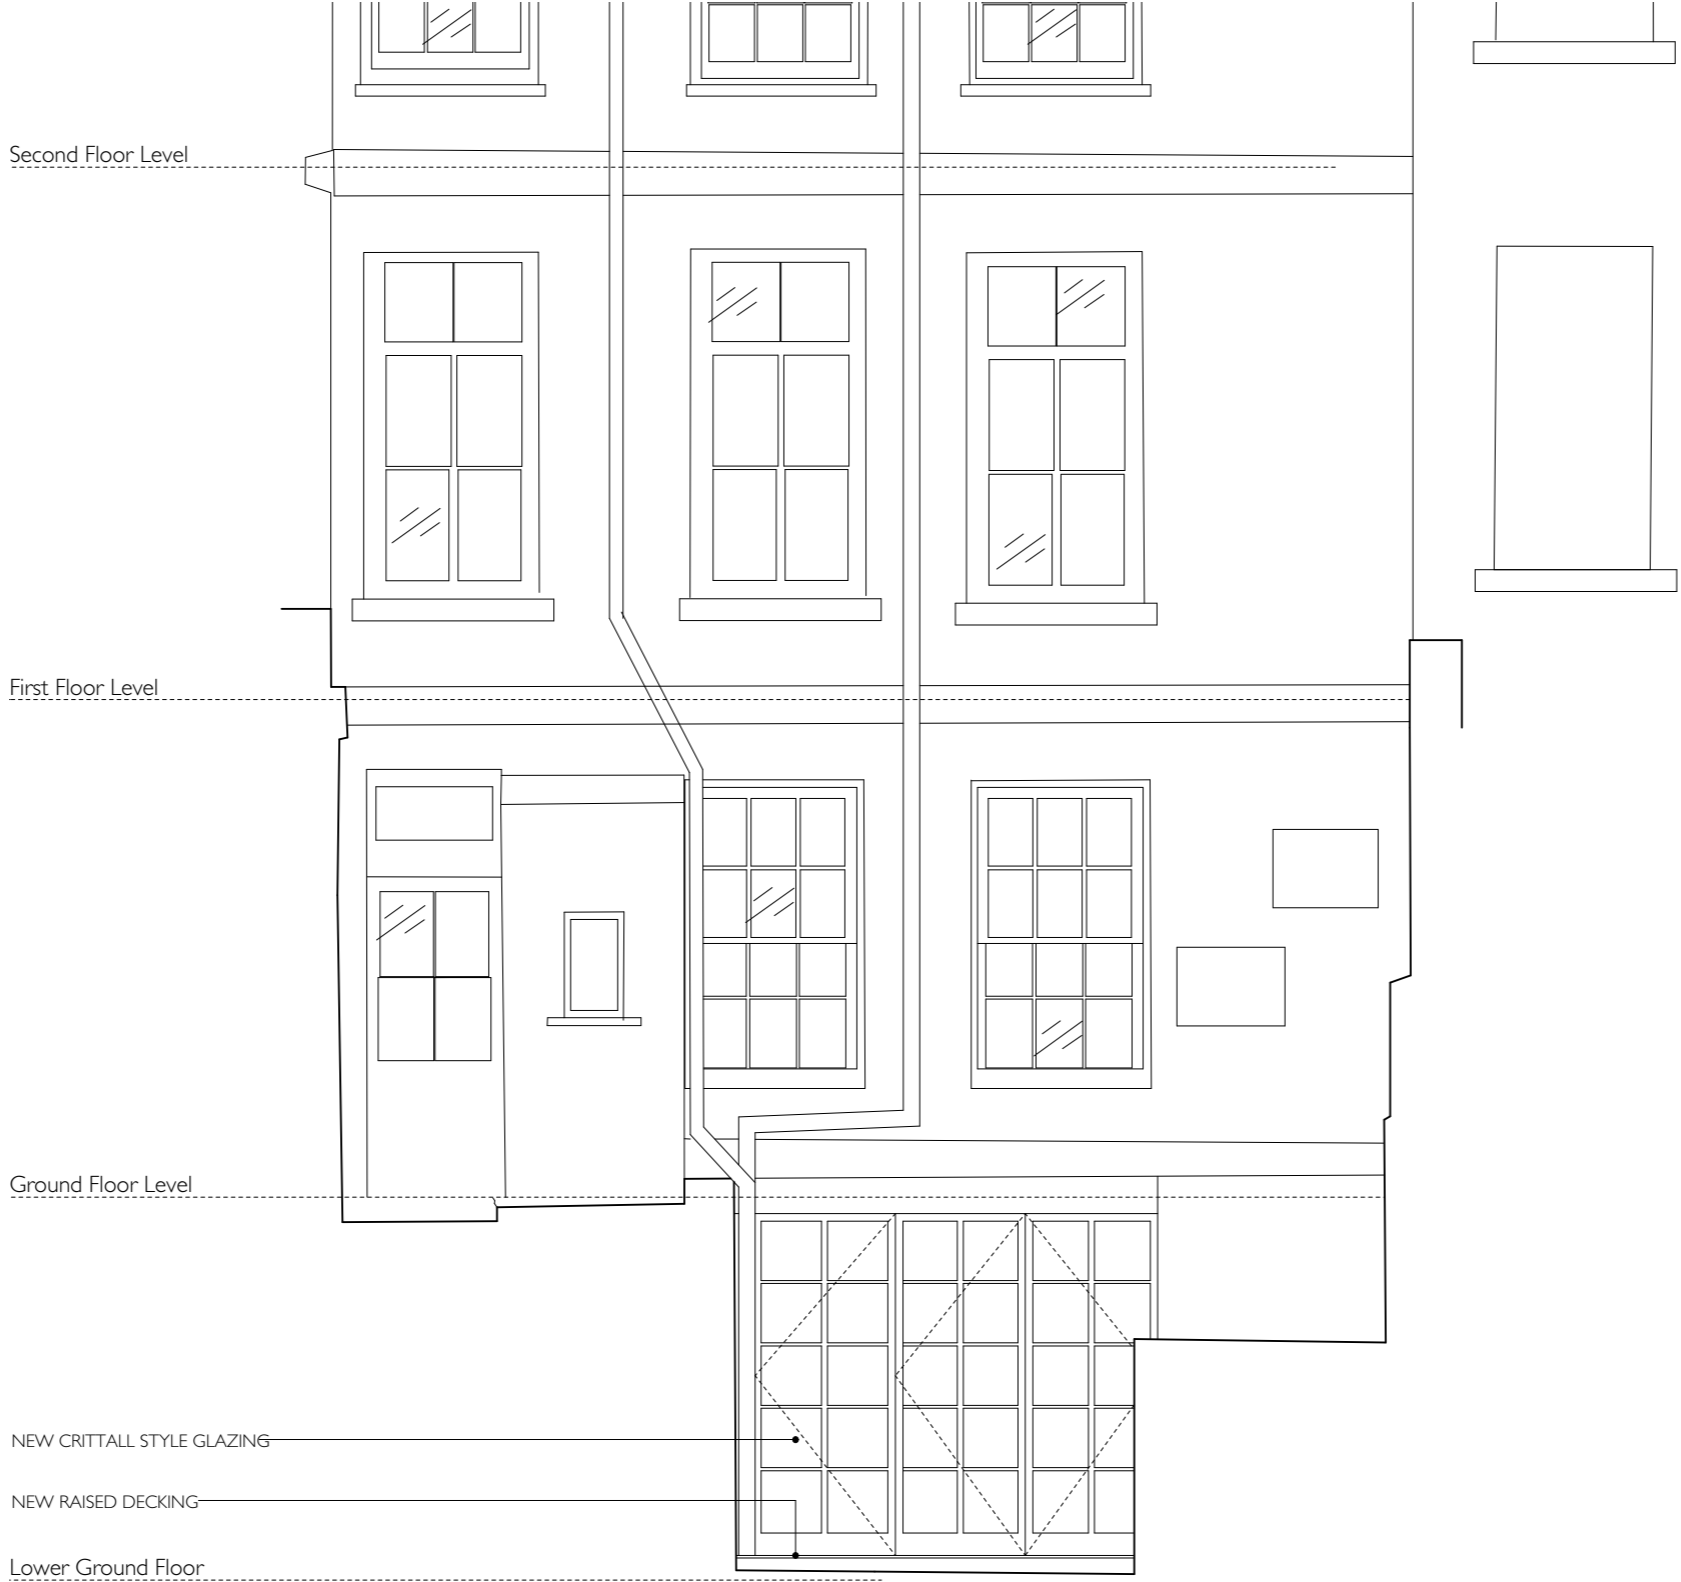 Second Floor Level
First Floor Level
Ground Floor Level
NEW CRITTALL STYLE GLAZING
NEW RAISED DECKING
Lower Ground Floor